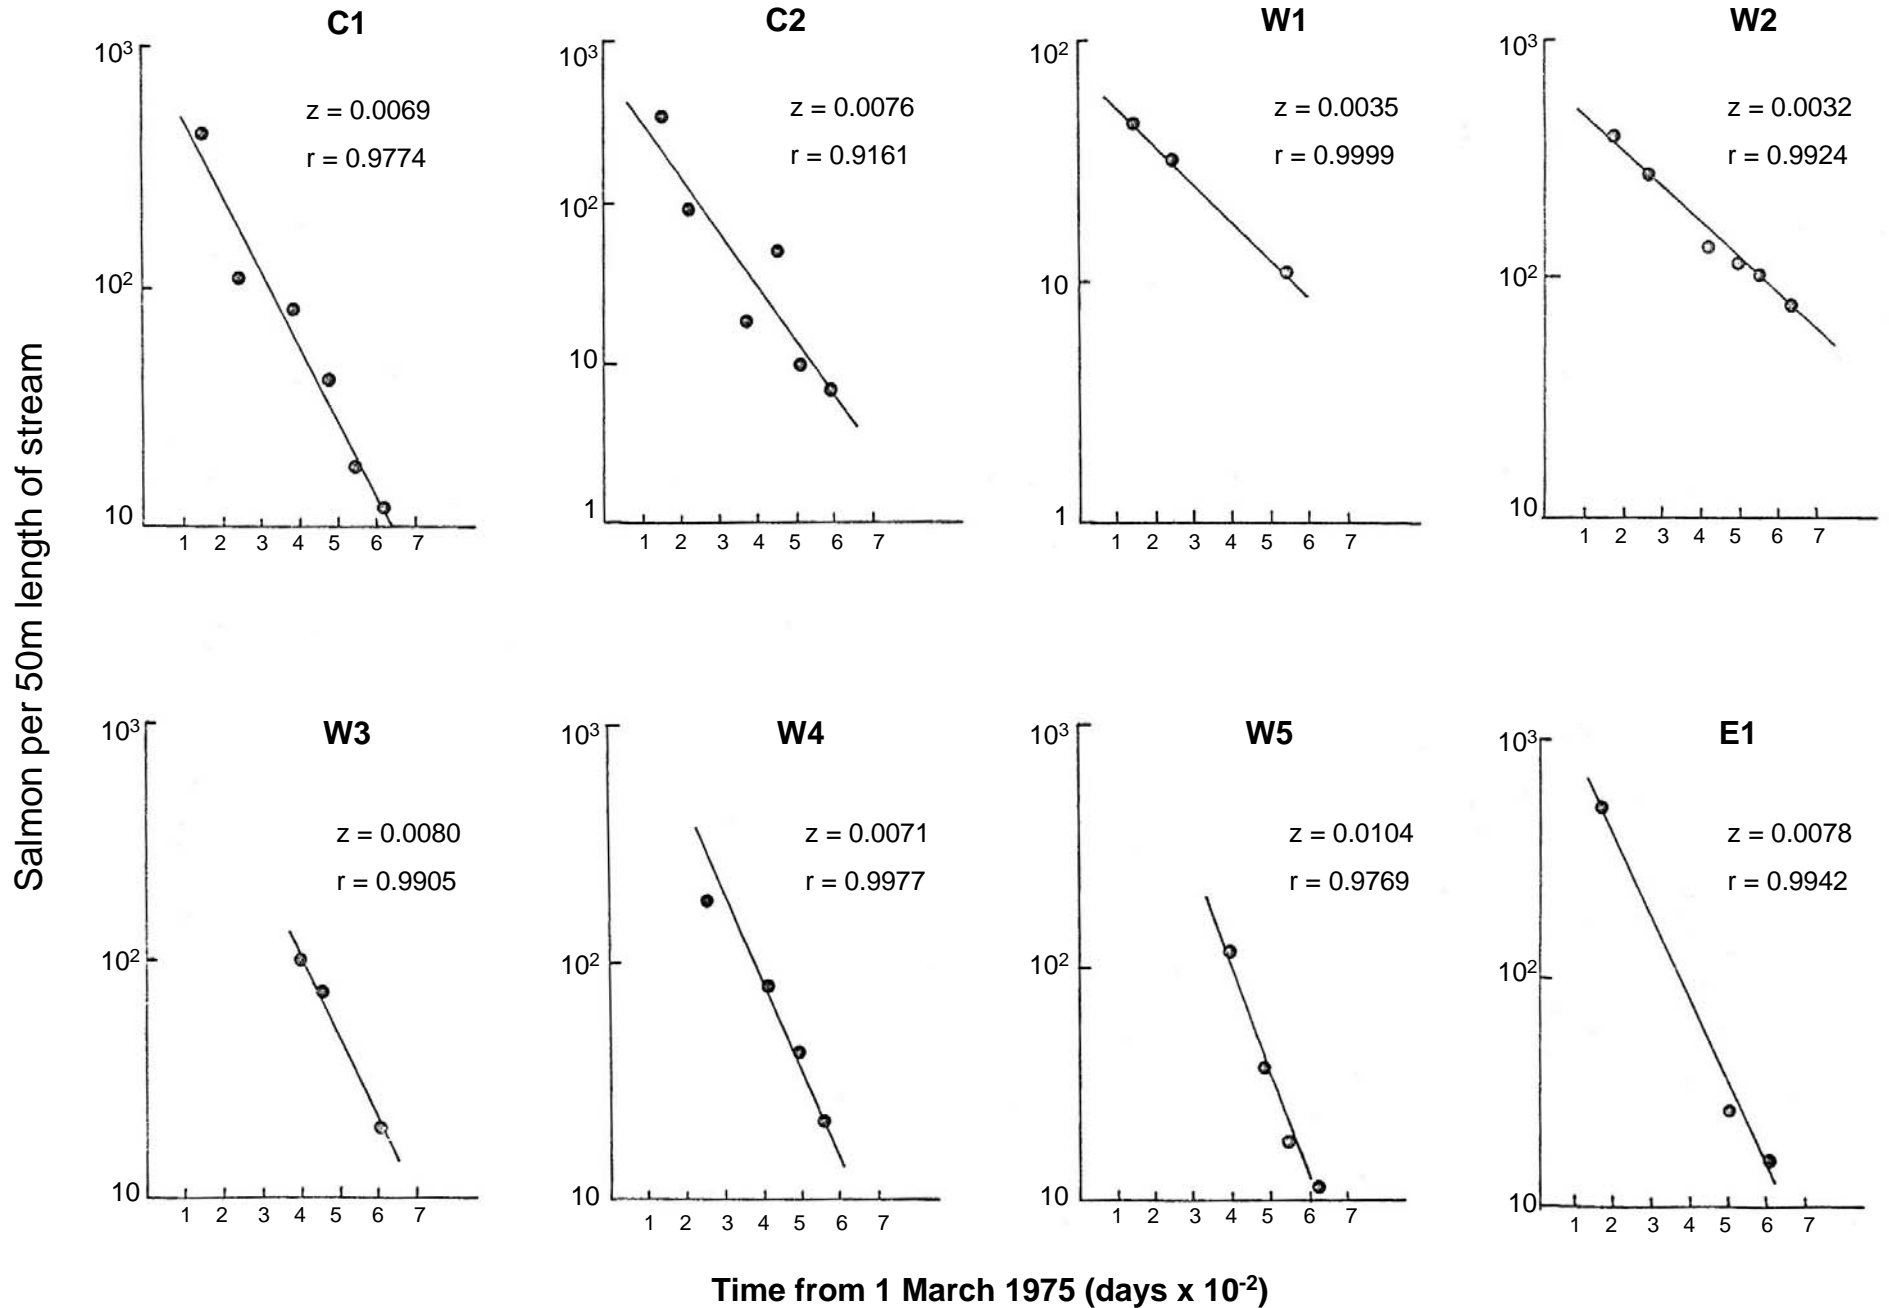 C1
10³
z = 0.0069
r = 0.9774
10²
10
1 2 3 4 5 6 7
C2
10³
z = 0.0076
r = 0.9161
10²
10
1
1 2 3 4 5 6 7
W1
10²
z = 0.0035
r = 0.9999
10
1
1 2 3 4 5 6 7
W2
10³
z = 0.0032
r = 0.9924
10²
10
1 2 3 4 5 6 7
Salmon per 50m length of stream
W3
10³
z = 0.0080
r = 0.9905
10²
10
1 2 3 4 5 6 7
W4
10³
z = 0.0071
r = 0.9977
10²
10
1 2 3 4 5 6 7
W5
10³
z = 0.0104
r = 0.9769
10²
10
1 2 3 4 5 6 7
E1
10³
z = 0.0078
r = 0.9942
10²
10
1 2 3 4 5 6 7
Time from 1 March 1975 (days x 10⁻²)